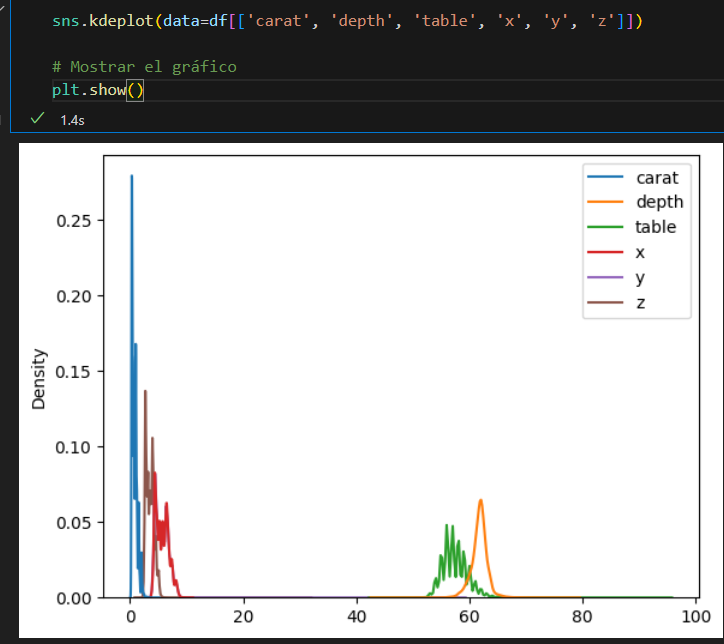 sns.kdeplot(data=df[['carat', 'depth', 'table', 'x', 'y', 'z']])
# Mostrar el gráfico
plt.show()
1.4s
carat
depth
table
x
y
z
Density
0.25
0.20
0.15
0.10
0.05
0.00
0 20 40 60 80 100